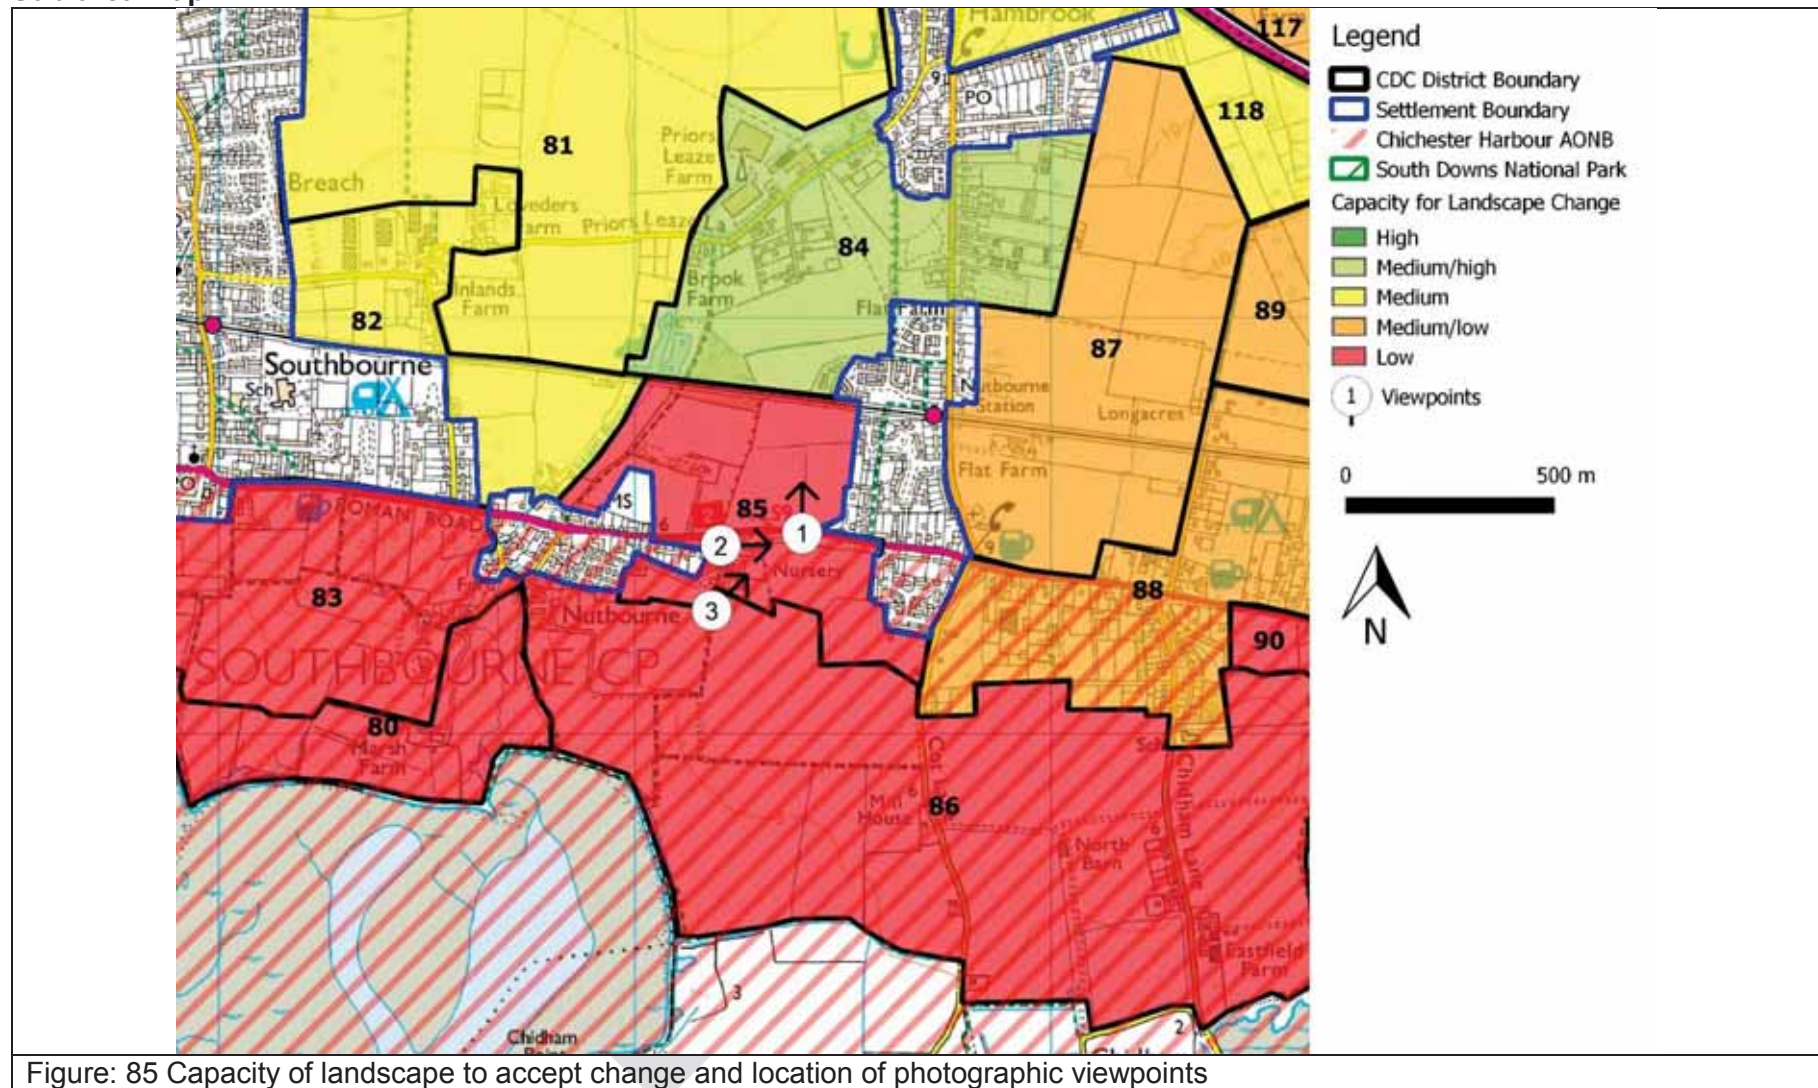 Hambrook
117
Farm
Legend
CDC District Boundary
Settlement Boundary
Chichester Harbour AONB
South Downs National Park
Capacity for Landscape Change
High
Medium/high
Medium
Medium/low
Low
1 Viewpoints
0 500 m
N
9
PO
118
81
Priors
Leaze
Farm
Breach
Loveders
Farm
Priors Leaze La
84
Brook
Farm
Inlands
Farm
Flat Farm
89
82
87
Southbourne
Sch
Nutbourne
Station
Longacres
Flat Farm
ROMAN ROAD
15
6
85
1
2
Nursery
9
88
83
Nutbourne
3
90
SOUTHBOURNE CP
80
Marsh
Farm
Mill
House
86
Chidham Lane
North
Barn
Eastfield
Farm
3
2
Chidham
Figure: 85 Capacity of landscape to accept change and location of photographic viewpoints